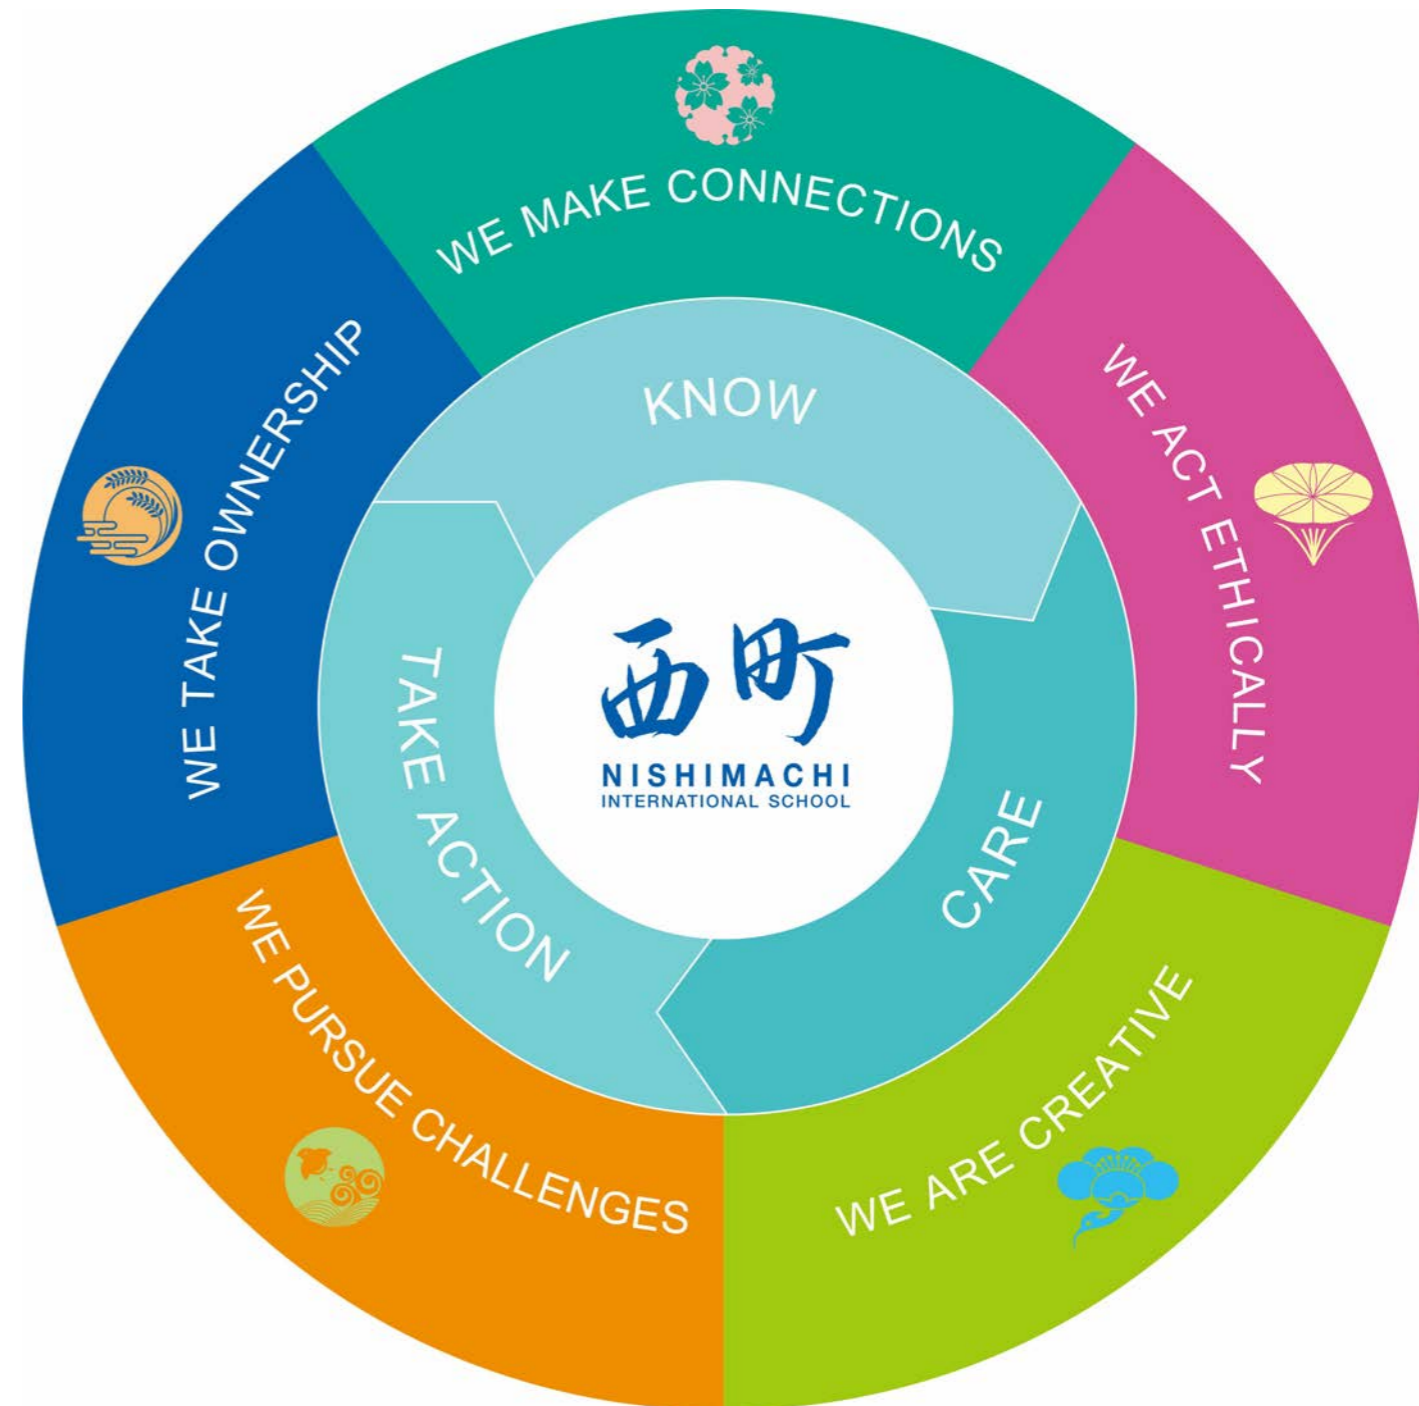 WE MAKE CONNECTIONS
WE ACT ETHICALLY
WE ARE CREATIVE
WE PURSUE CHALLENGES
WE TAKE OWNERSHIP
KNOW
CARE
TAKE ACTION
西町
NISHIMACHI
INTERNATIONAL SCHOOL